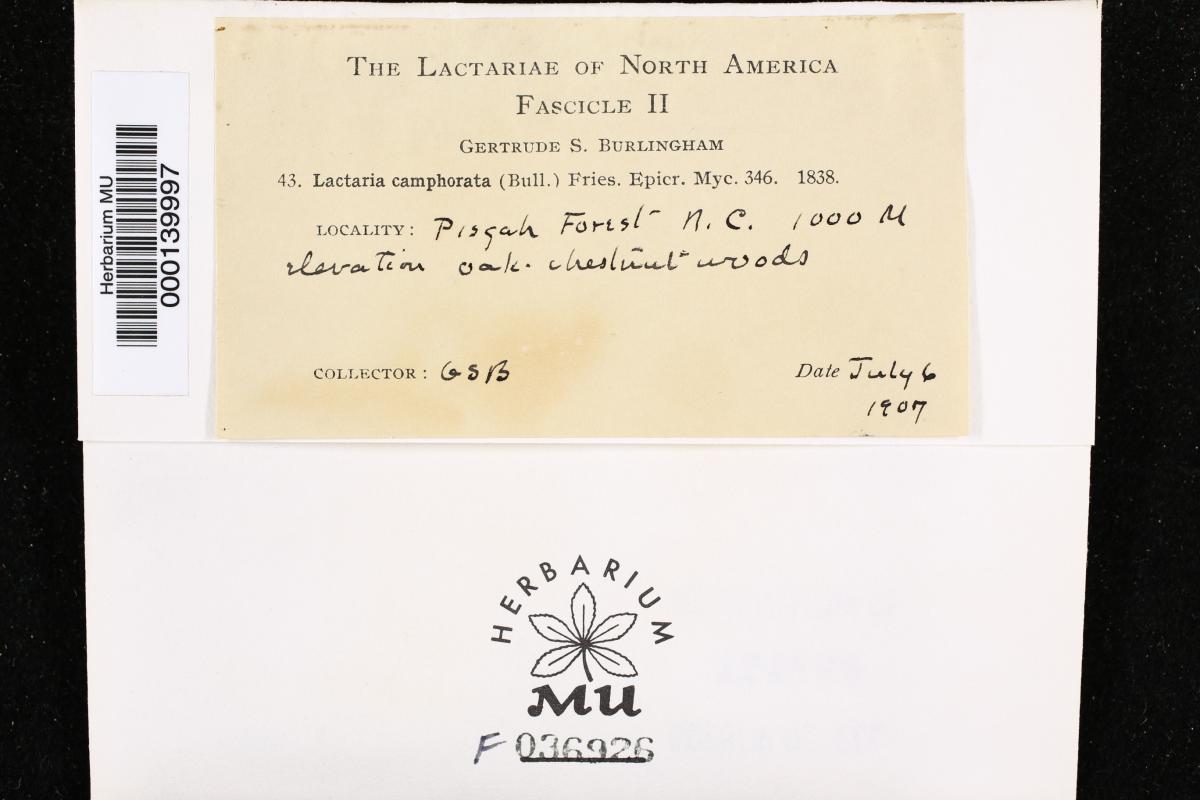 THE LACTARIAE OF NORTH AMERICA
FASCICLE II
GERTRUDE S. BURLINGHAM
43. Lactaria camphorata (Bull.) Fries. Epicr. Myc. 346. 1838.
LOCALITY: Pisgah Forest N.C. 1000 M
elevation oak-chestnut woods
COLLECTOR: GSB
Date July 6
1907
Herbarium MU
000139997
HERBARIUM
MU
F 036926